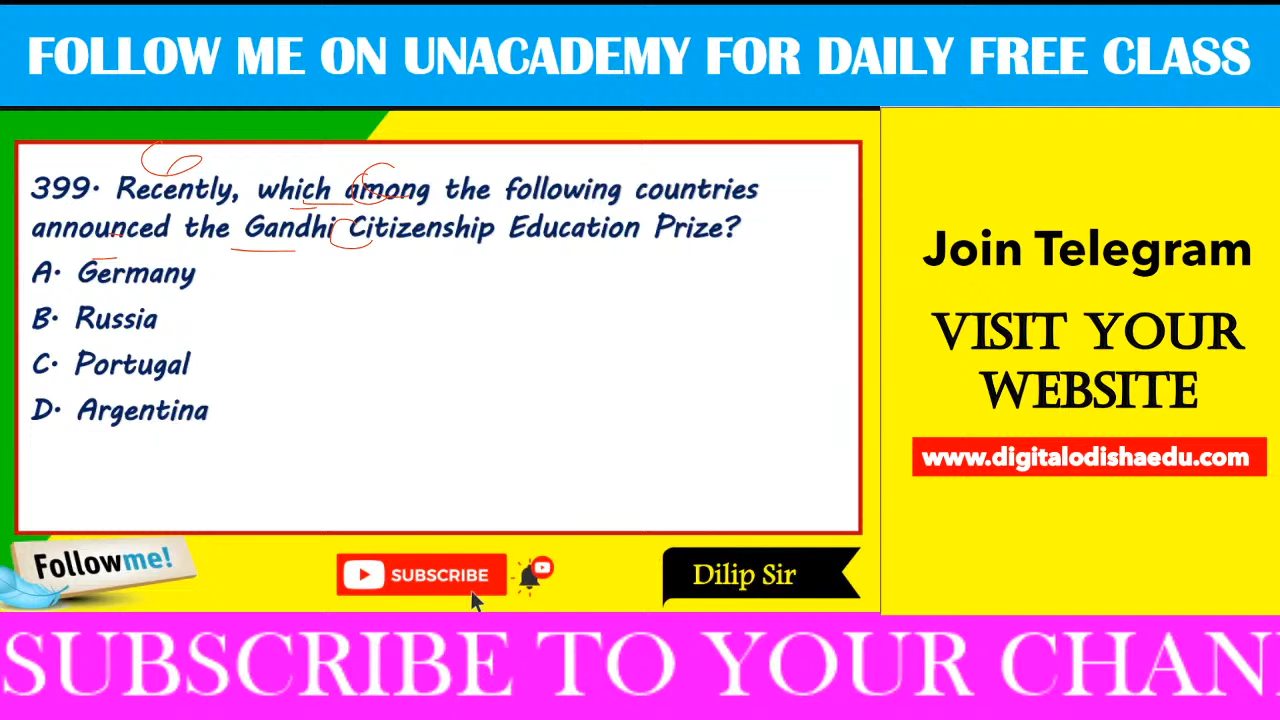 FOLLOW ME ON UNACADEMY FOR DAILY FREE CLASS
399. Recently, which among the following countries
announced the Gandhi Citizenship Education Prize?
A. Germany
B. Russia
C. Portugal
D. Argentina
Join Telegram
VISIT YOUR
WEBSITE
www.digitalodishaedu.com
Followme!
SUBSCRIBE
Dilip Sir
SUBSCRIBE TO YOUR CHAN